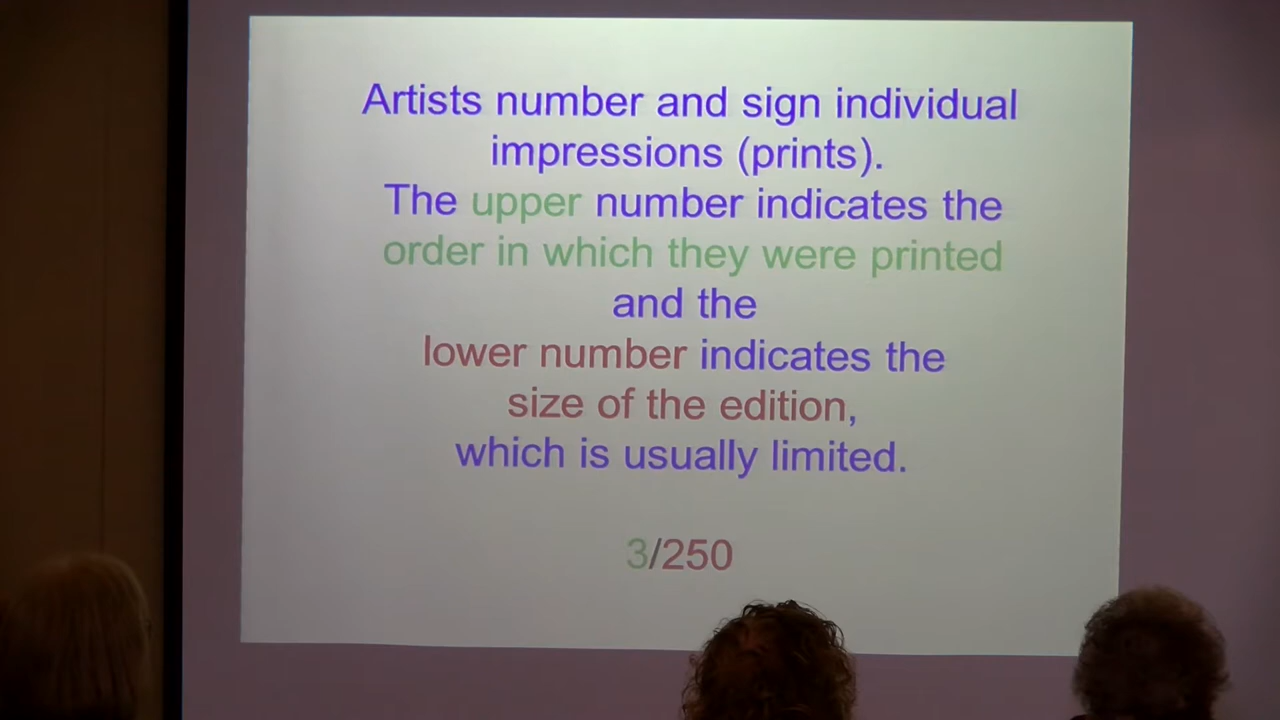 Artists number and sign individual
impressions (prints).
The upper number indicates the
order in which they were printed
and the
lower number indicates the
size of the edition,
which is usually limited.
3/250